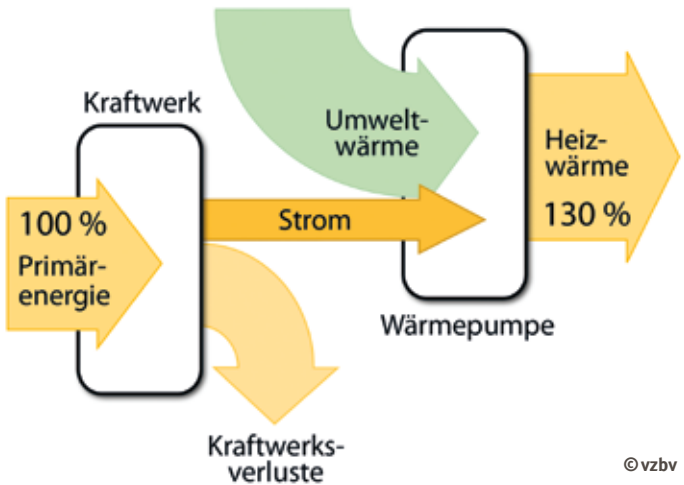 Kraftwerk
100 %
Primär-
energie
Strom
Umwelt-
wärme
Heiz-
wärme
130 %
Wärmepumpe
Kraftwerks-
verluste
© vzbv